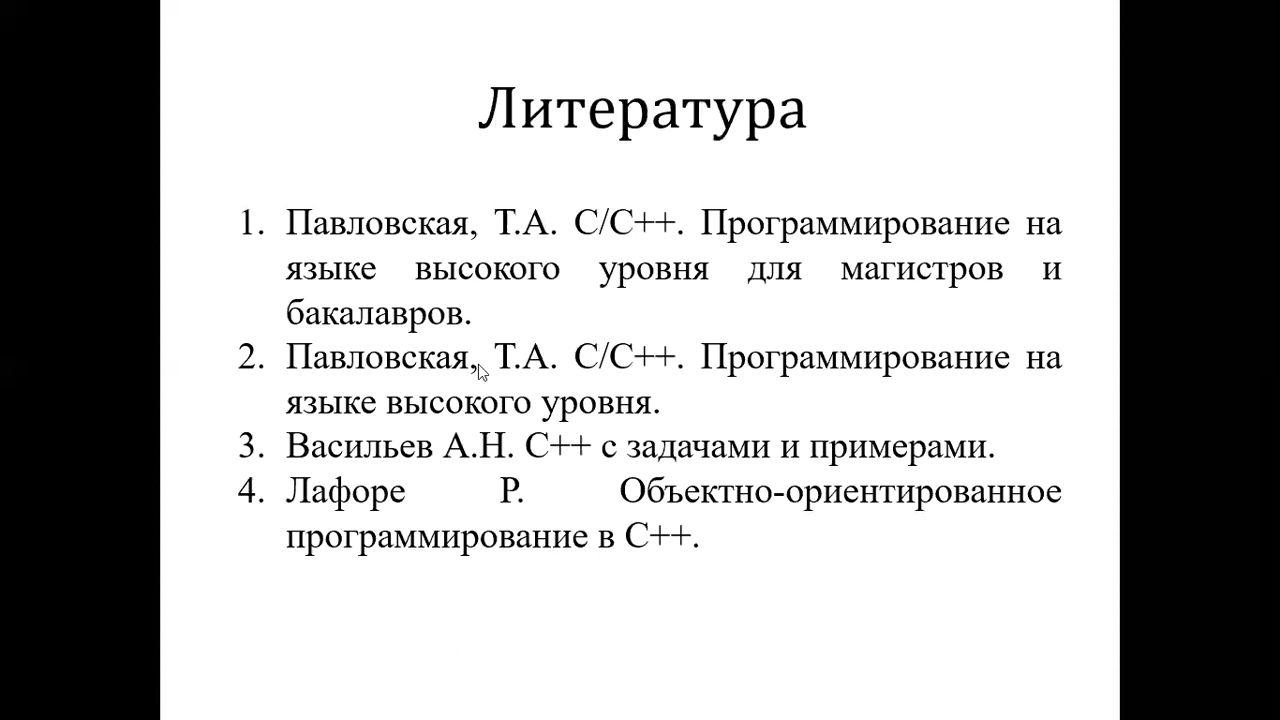 Литература
1. Павловская, Т.А. С/С++. Программирование на
языке высокого уровня для магистров и
бакалавров.
2. Павловская, Т.А. С/С++. Программирование на
языке высокого уровня.
3. Васильев А.Н. С++ с задачами и примерами.
4. Лафоре Р. Объектно-ориентированное
программирование в С++.